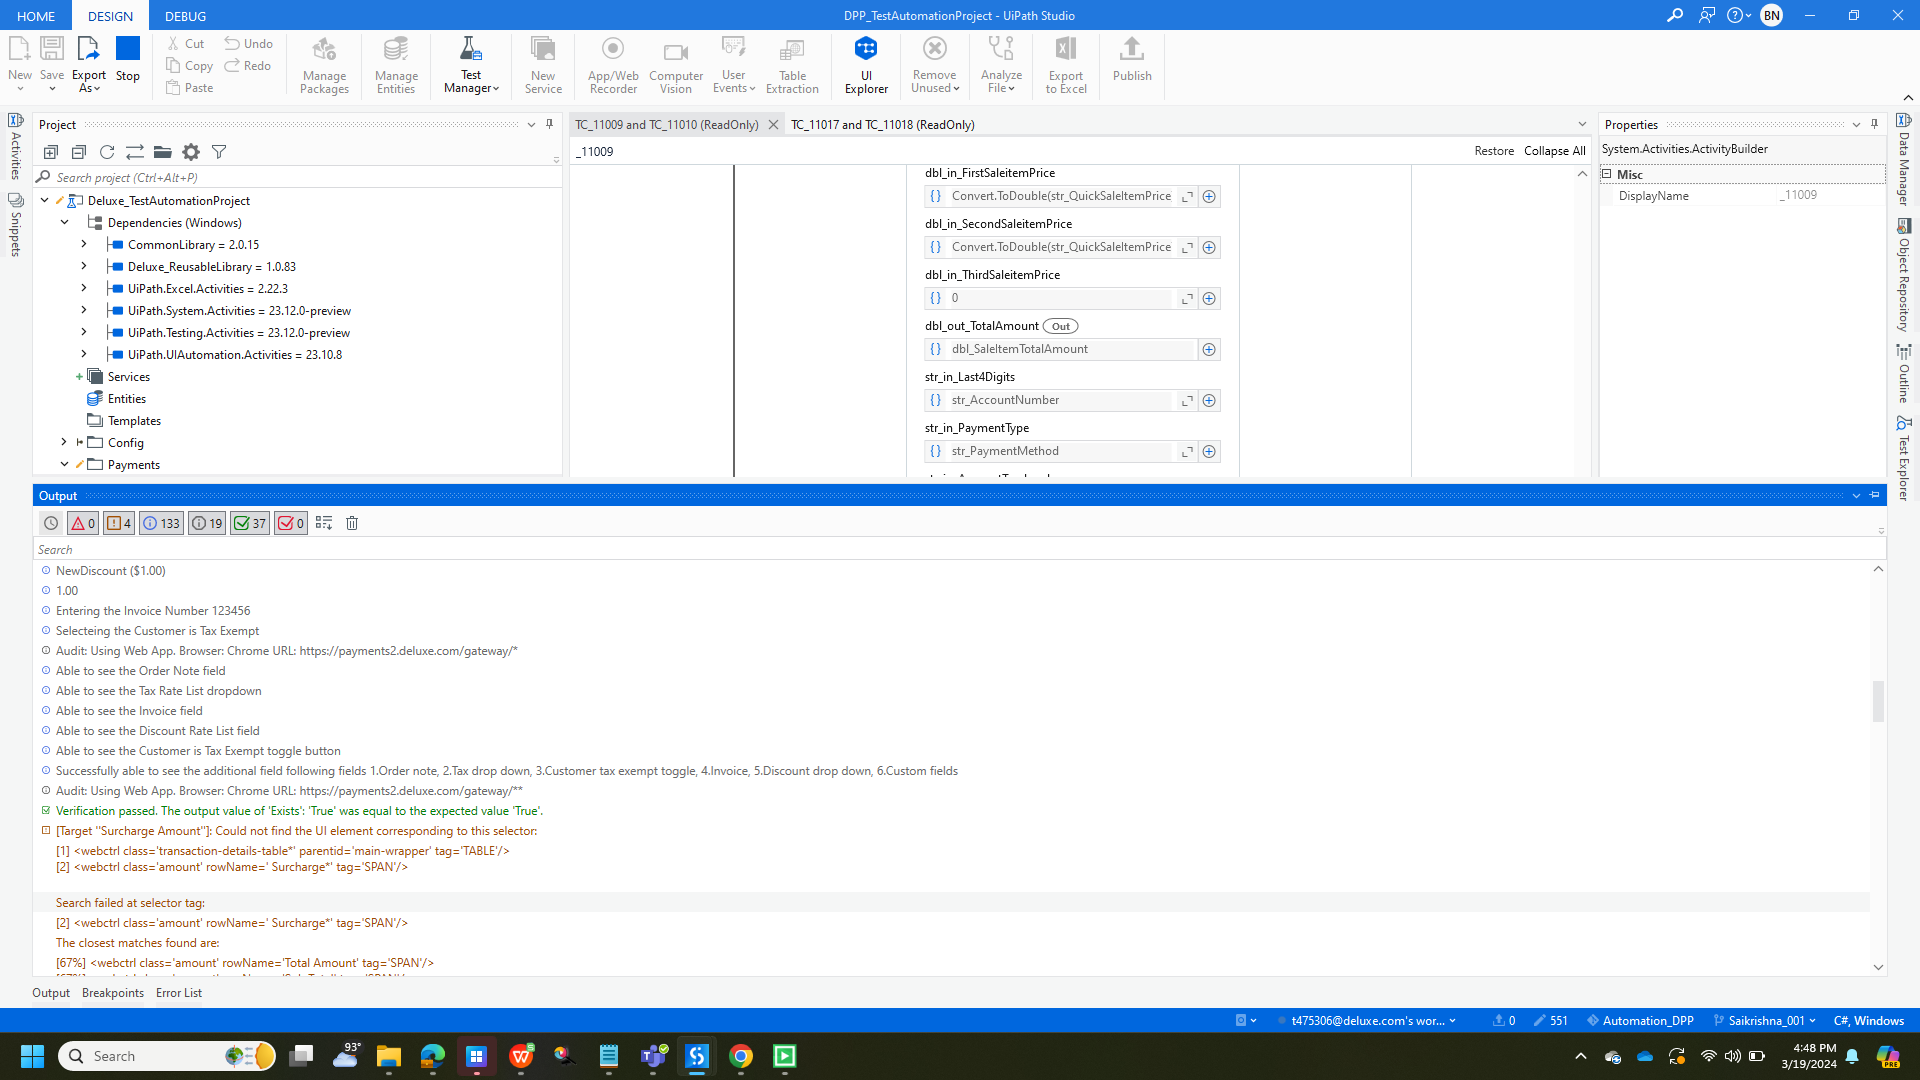 HOME
DESIGN
DEBUG
DPP_TestAutomationProject - UiPath Studio
BN
New
Save
Export As
Stop
Cut
Copy
Paste
Undo
Redo
Manage Packages
Manage Entities
Test Manager
New Service
App/Web Recorder
Computer Vision
User Events
Table Extraction
UI Explorer
Remove Unused
Analyze File
Export to Excel
Publish
Activities
Snippets
Project
Search project (Ctrl+Alt+P)
Deluxe_TestAutomationProject
Dependencies (Windows)
CommonLibrary = 2.0.15
Deluxe_ReusableLibrary = 1.0.83
UiPath.Excel.Activities = 2.22.3
UiPath.System.Activities = 23.12.0-preview
UiPath.Testing.Activities = 23.12.0-preview
UiPath.UIAutomation.Activities = 23.10.8
Services
Entities
Templates
Config
Payments
TC_11009 and TC_11010 (ReadOnly)
TC_11017 and TC_11018 (ReadOnly)
_11009
Restore
Collapse All
dbl_in_FirstSaleitemPrice
Convert.ToDouble(str_QuickSaleItemPrice
dbl_in_SecondSaleitemPrice
Convert.ToDouble(str_QuickSaleItemPrice
dbl_in_ThirdSaleitemPrice
0
dbl_out_TotalAmount Out
dbl_SaleItemTotalAmount
str_in_Last4Digits
str_AccountNumber
str_in_PaymentType
str_PaymentMethod
Properties
System.Activities.ActivityBuilder
Misc
DisplayName
_11009
Data Manager
Object Repository
Outline
Test Explorer
Output
0
4
133
19
37
0
Search
NewDiscount ($1.00)
1.00
Entering the Invoice Number 123456
Selecteing the Customer is Tax Exempt
Audit: Using Web App. Browser: Chrome URL: https://payments2.deluxe.com/gateway/*
Able to see the Order Note field
Able to see the Tax Rate List dropdown
Able to see the Invoice field
Able to see the Discount Rate List field
Able to see the Customer is Tax Exempt toggle button
Successfully able to see the additional field following fields 1.Order note, 2.Tax drop down, 3.Customer tax exempt toggle, 4.Invoice, 5.Discount drop down, 6.Custom fields
Audit: Using Web App. Browser: Chrome URL: https://payments2.deluxe.com/gateway/**
Verification passed. The output value of 'Exists': 'True' was equal to the expected value 'True'.
[Target "Surcharge Amount"]: Could not find the UI element corresponding to this selector:
[1] <webctrl class='transaction-details-table*' parentid='main-wrapper' tag='TABLE'/>
[2] <webctrl class='amount' rowName=' Surcharge*' tag='SPAN'/>
Search failed at selector tag:
[2] <webctrl class='amount' rowName=' Surcharge*' tag='SPAN'/>
The closest matches found are:
[67%] <webctrl class='amount' rowName='Total Amount' tag='SPAN'/>
Output
Breakpoints
Error List
t475306@deluxe.com's wor...
0
551
Automation_DPP
Saikrishna_001
C#, Windows
Search
93°
4:48 PM
3/19/2024
PRE